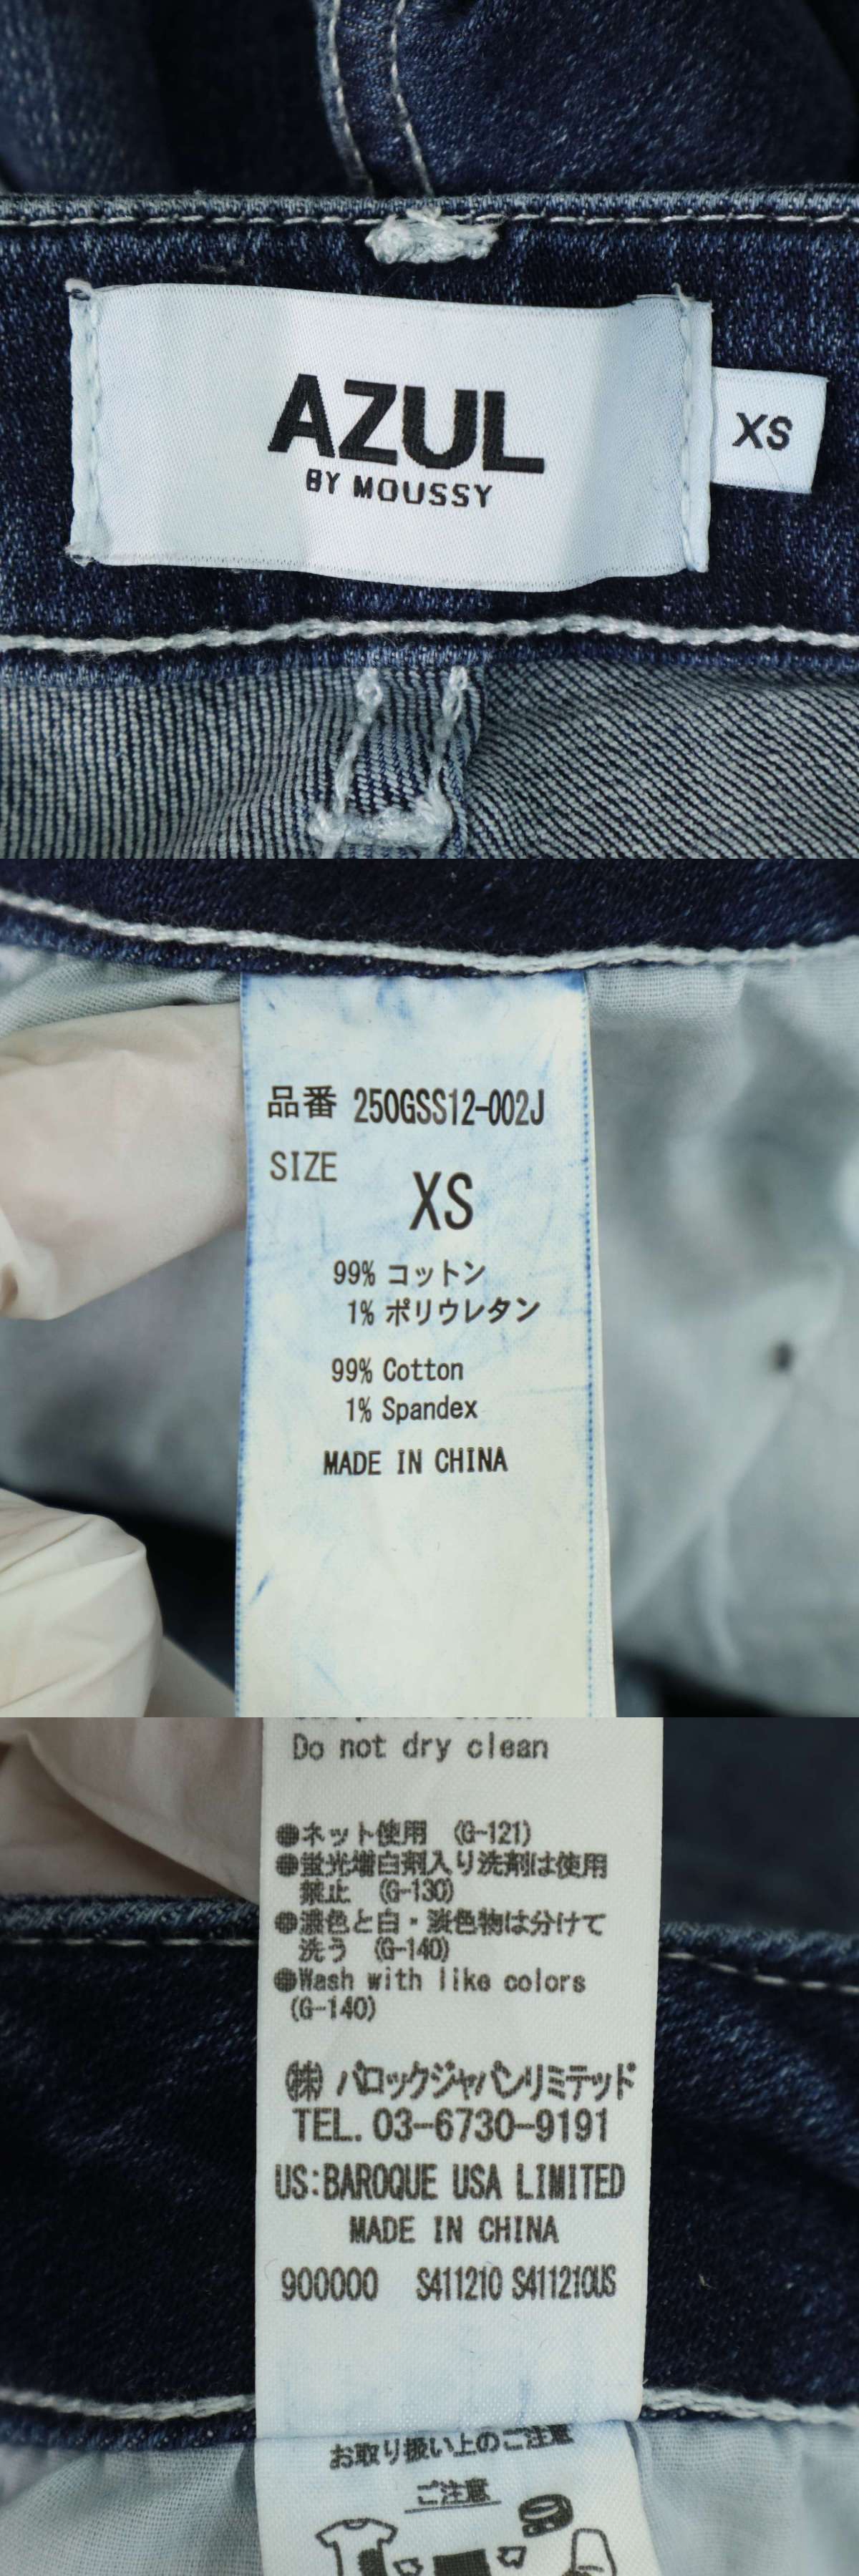 AZUL
BY MOUSSY
XS
品番 250GSS12-002J
SIZE
XS
99% コットン
1% ポリウレタン
99% Cotton
1% Spandex
MADE IN CHINA
Do not dry clean
●ネット使用 (G-121)
●蛍光増白剤入り洗剤は使用
禁止 (G-130)
●濃色と白・淡色物は分けて
洗う (G-140)
●Wash with like colors
(G-140)
㈱ バロックジャパンリミテッド
TEL. 03-6730-9191
US:BAROQUE USA LIMITED
MADE IN CHINA
900000 S411210 S411210US
お取り扱い上のご注意
ご注意